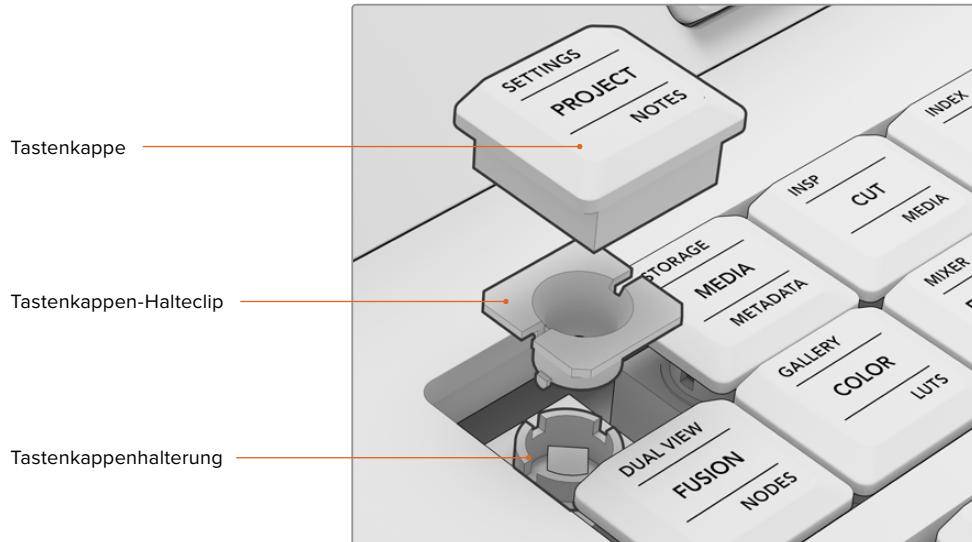 Tastenkappe
Tastenkappen-Halteclip
Tastenkappenhalterung
SETTINGS
PROJECT
NOTES
INDEX
INSP
CUT
MEDIA
STORAGE
MEDIA
METADATA
MIXER
GALLERY
COLOR
LUTS
DUAL VIEW
FUSION
NODES